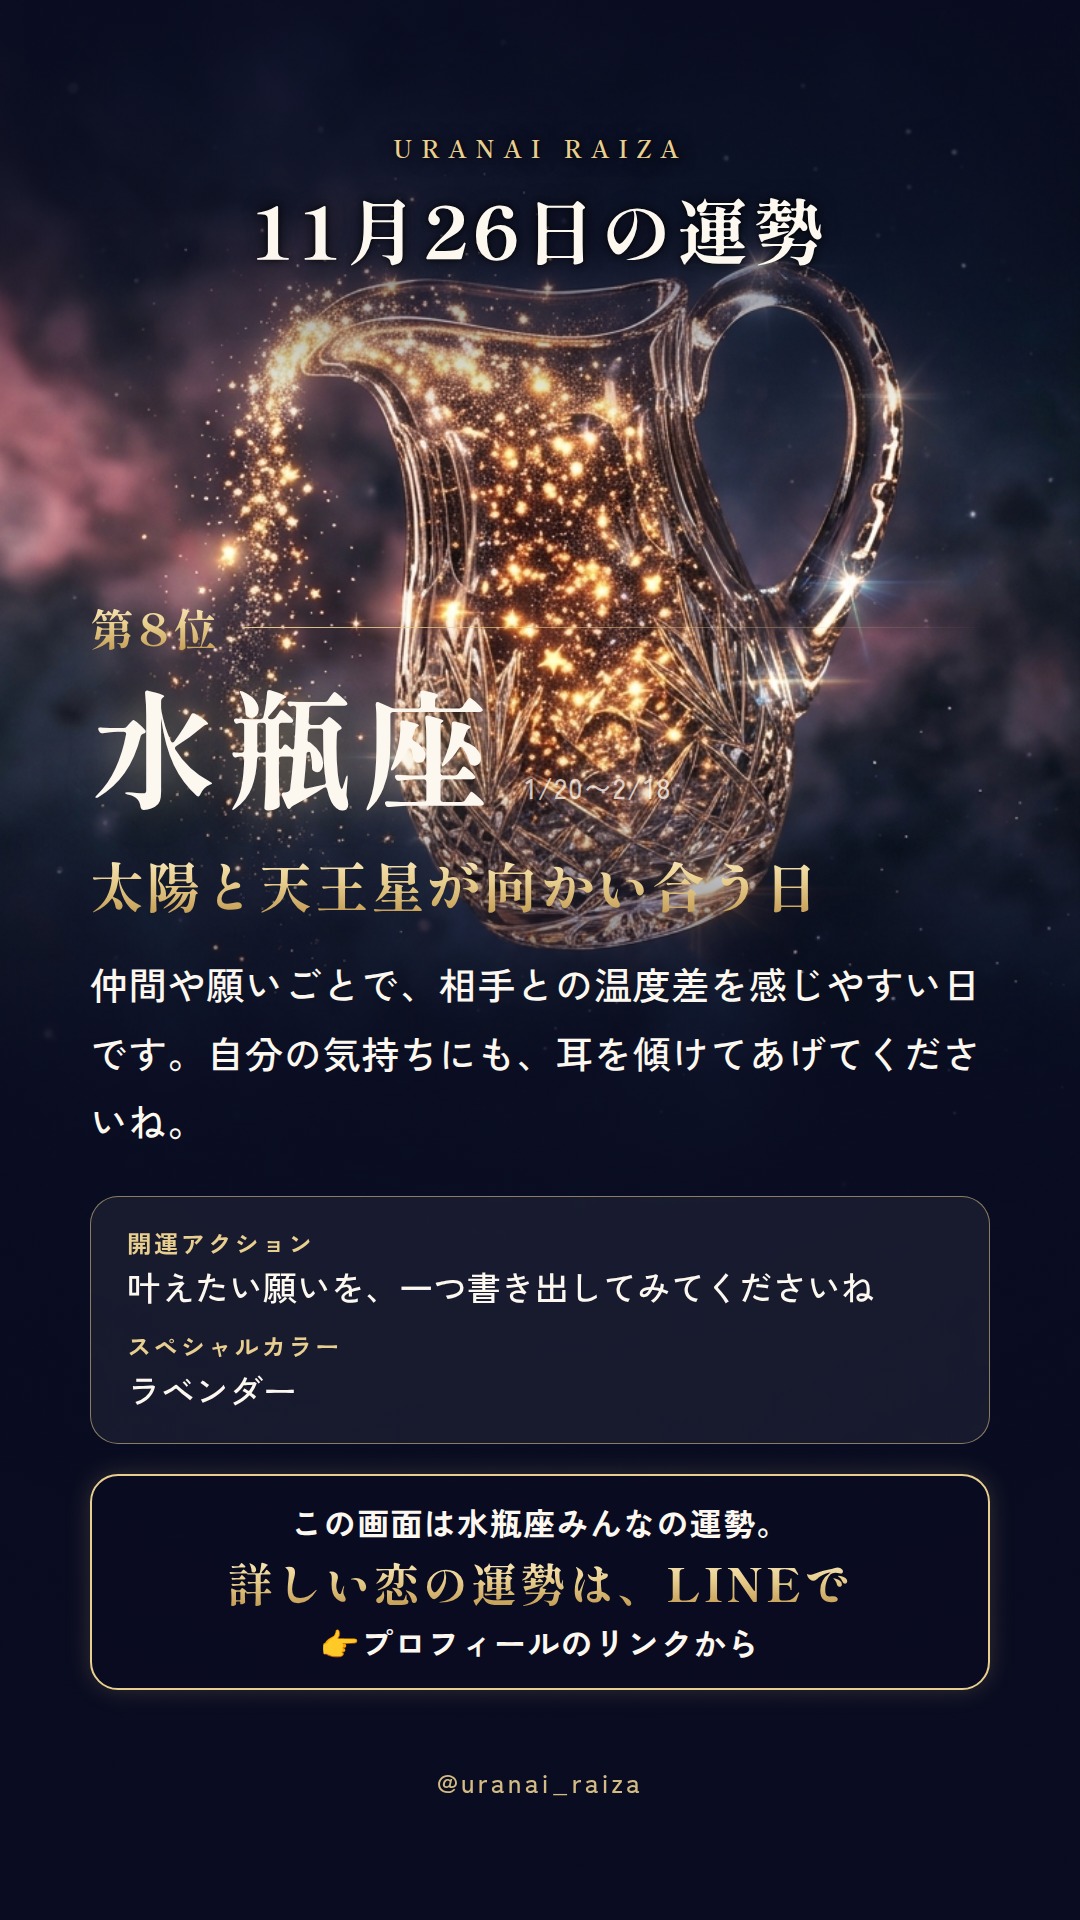 URANAI RAIZA
11月26日の運勢
第8位
水瓶座 1/20〜2/18
太陽と天王星が向かい合う日
仲間や願いごとで、相手との温度差を感じやすい日
です。自分の気持ちにも、耳を傾けてあげてくださ
いね。
開運アクション
叶えたい願いを、一つ書き出してみてくださいね
スペシャルカラー
ラベンダー
この画面は水瓶座みんなの運勢。
詳しい恋の運勢は、LINEで
👉プロフィールのリンクから
@uranai_raiza